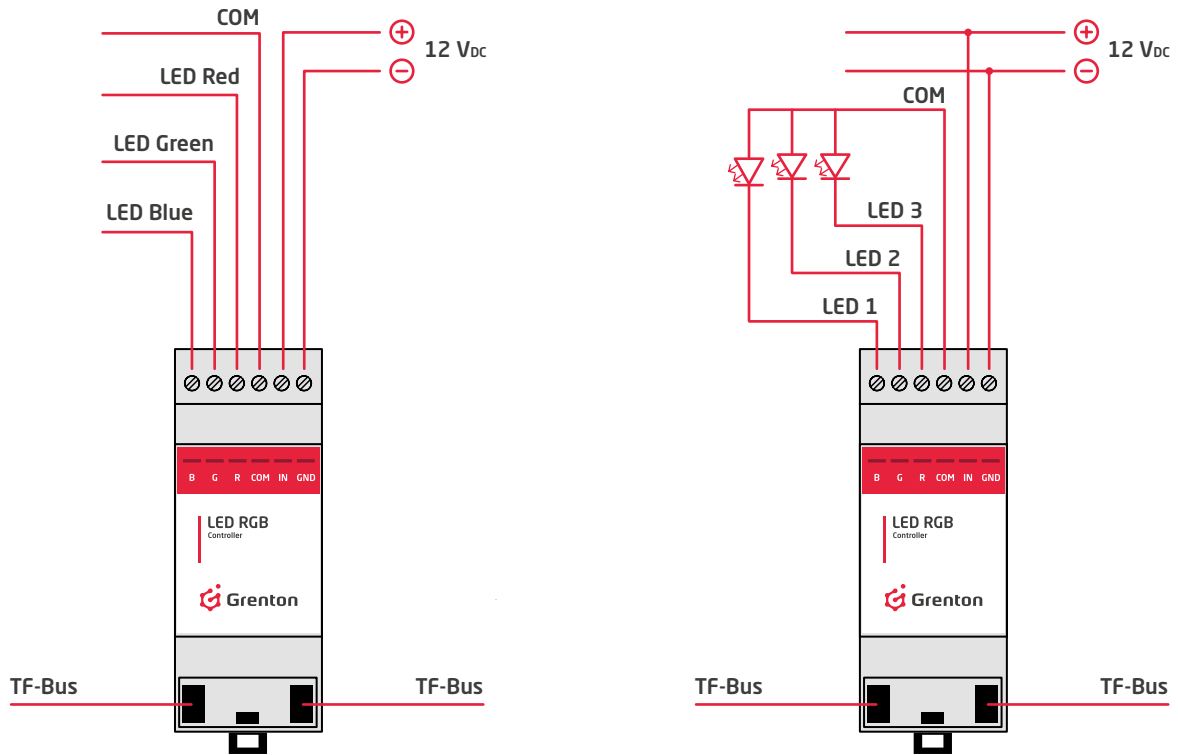 COM
12 VDC
LED Red
LED Green
LED Blue
B G R COM IN GND
LED RGB
Controller
Grenton
TF-Bus
TF-Bus
12 VDC
COM
LED 3
LED 2
LED 1
B G R COM IN GND
LED RGB
Controller
Grenton
TF-Bus
TF-Bus